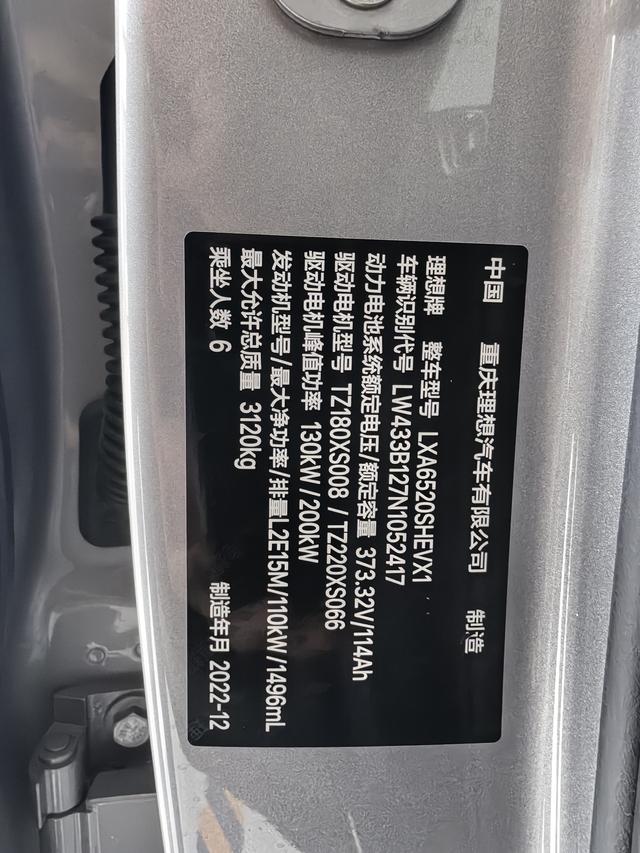 中国 重庆理想汽车有限公司 制造
理想牌 整车型号 LXA6520SHEVX1
车辆识别代号 LW433B127N1052417
动力电池系统额定电压/额定容量 373.32V/114Ah
驱动电机型号 TZ180XS008 / TZ220XS066
驱动电机峰值功率 130kW/200kW
发动机型号/最大净功率/排量L2E15M/110kW/1496mL
最大允许总质量 3120kg
乘坐人数 6 制造年月 2022-12